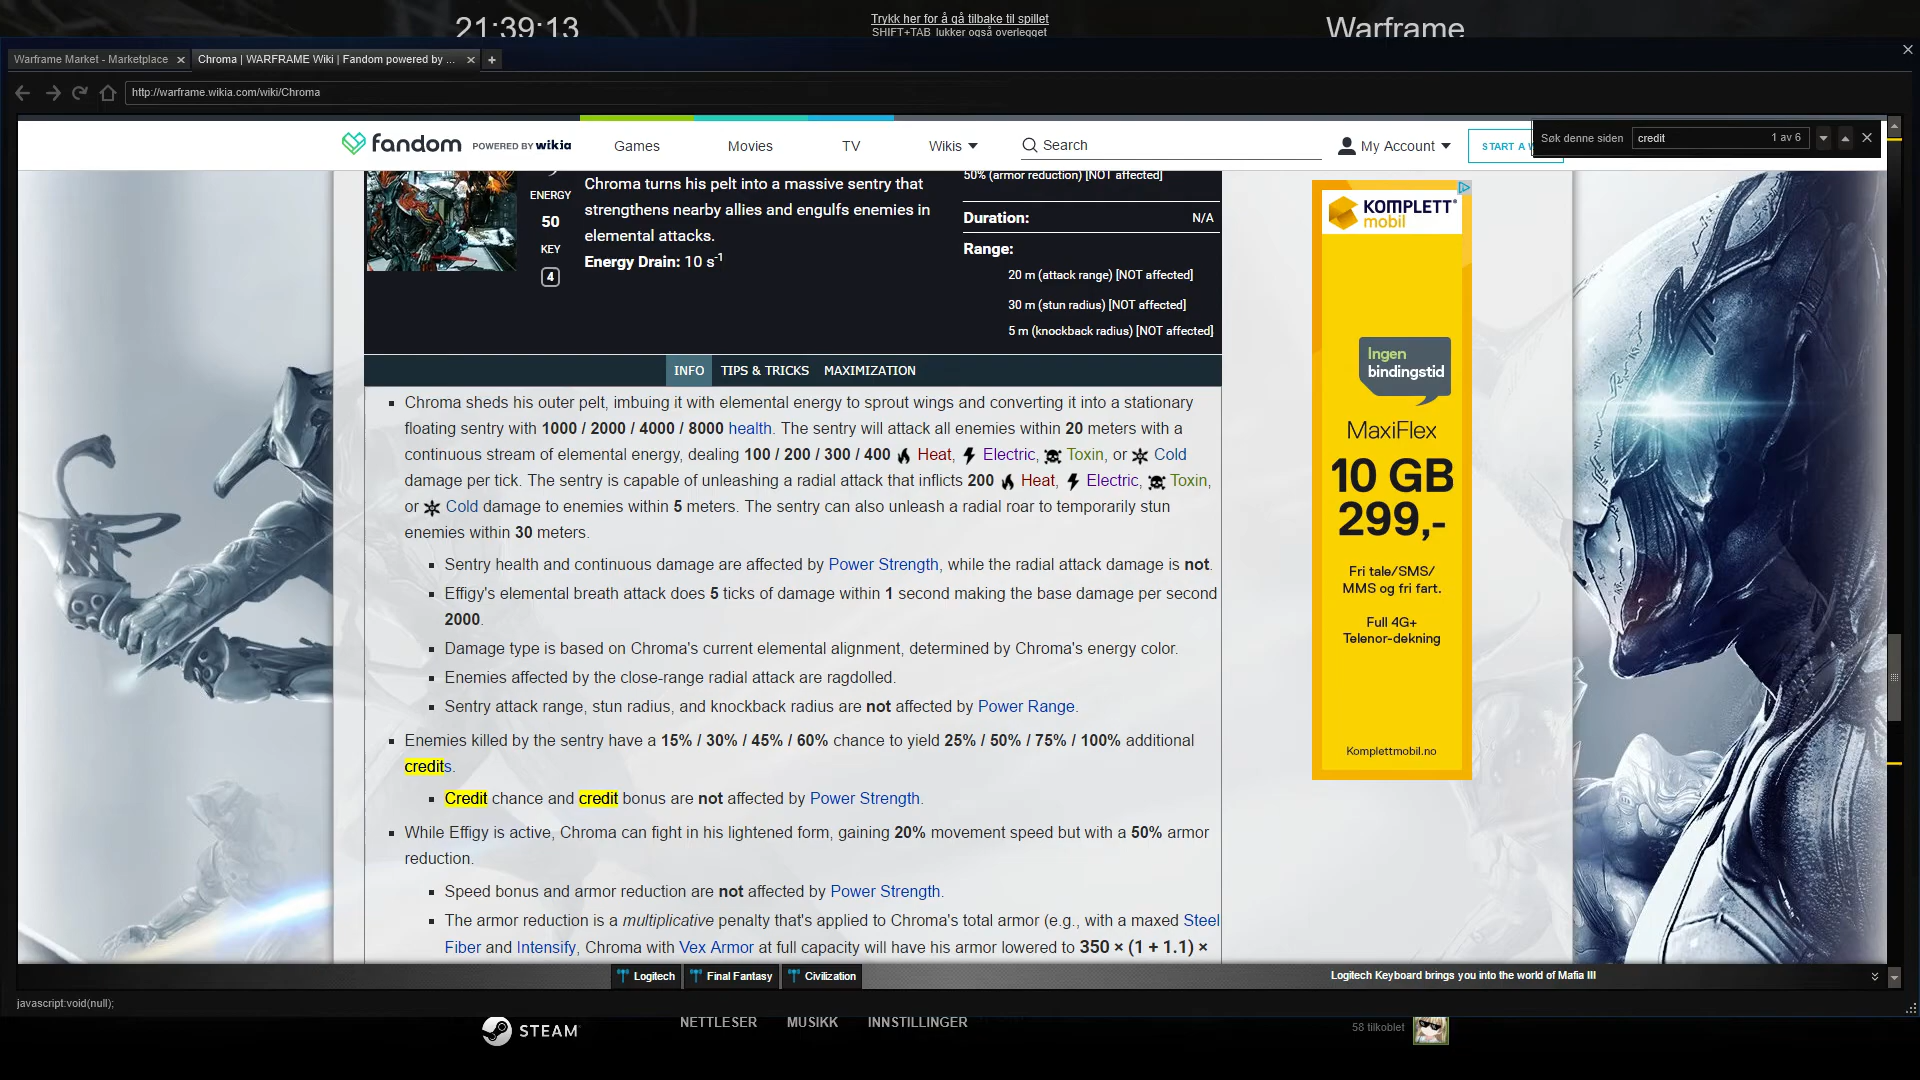 21:39:13
Trykk her for å gå tilbake til spillet
SHIFT+TAB lukker også overlegget
Warframe
Warframe Market - Marketplace
Chroma | WARFRAME Wiki | Fandom powered by ...
http://warframe.wikia.com/wiki/Chroma
fandom POWERED BY wikia
Games
Movies
TV
Wikis
Search
My Account
START A
Søk denne siden
credit
1 av 6
ENERGY
50
KEY
4
Chroma turns his pelt into a massive sentry that
strengthens nearby allies and engulfs enemies in
elemental attacks.
Energy Drain: 10 s-1
50% (armor reduction) [NOT affected]
Duration: N/A
Range:
20 m (attack range) [NOT affected]
30 m (stun radius) [NOT affected]
5 m (knockback radius) [NOT affected]
INFO TIPS & TRICKS MAXIMIZATION
Chroma sheds his outer pelt, imbuing it with elemental energy to sprout wings and converting it into a stationary
floating sentry with 1000 / 2000 / 4000 / 8000 health. The sentry will attack all enemies within 20 meters with a
continuous stream of elemental energy, dealing 100 / 200 / 300 / 400 Heat, Electric, Toxin, or Cold
damage per tick. The sentry is capable of unleashing a radial attack that inflicts 200 Heat, Electric, Toxin,
or Cold damage to enemies within 5 meters. The sentry can also unleash a radial roar to temporarily stun
enemies within 30 meters.
Sentry health and continuous damage are affected by Power Strength, while the radial attack damage is not.
Effigy's elemental breath attack does 5 ticks of damage within 1 second making the base damage per second
2000.
Damage type is based on Chroma's current elemental alignment, determined by Chroma's energy color.
Enemies affected by the close-range radial attack are ragdolled.
Sentry attack range, stun radius, and knockback radius are not affected by Power Range.
Enemies killed by the sentry have a 15% / 30% / 45% / 60% chance to yield 25% / 50% / 75% / 100% additional
credits.
Credit chance and credit bonus are not affected by Power Strength.
While Effigy is active, Chroma can fight in his lightened form, gaining 20% movement speed but with a 50% armor
reduction.
Speed bonus and armor reduction are not affected by Power Strength.
The armor reduction is a multiplicative penalty that's applied to Chroma's total armor (e.g., with a maxed Steel
Fiber and Intensify, Chroma with Vex Armor at full capacity will have his armor lowered to 350 × (1 + 1.1) ×
KOMPLETT
mobil
Ingen
bindingstid
MaxiFlex
10 GB
299,-
Fri tale/SMS/
MMS og fri fart.
Full 4G+
Telenor-dekning
Komplettmobil.no
Logitech
Final Fantasy
Civilization
Logitech Keyboard brings you into the world of Mafia III
javascript:void(null);
STEAM
NETTLESER
MUSIKK
INNSTILLINGER
58 tilkoblet